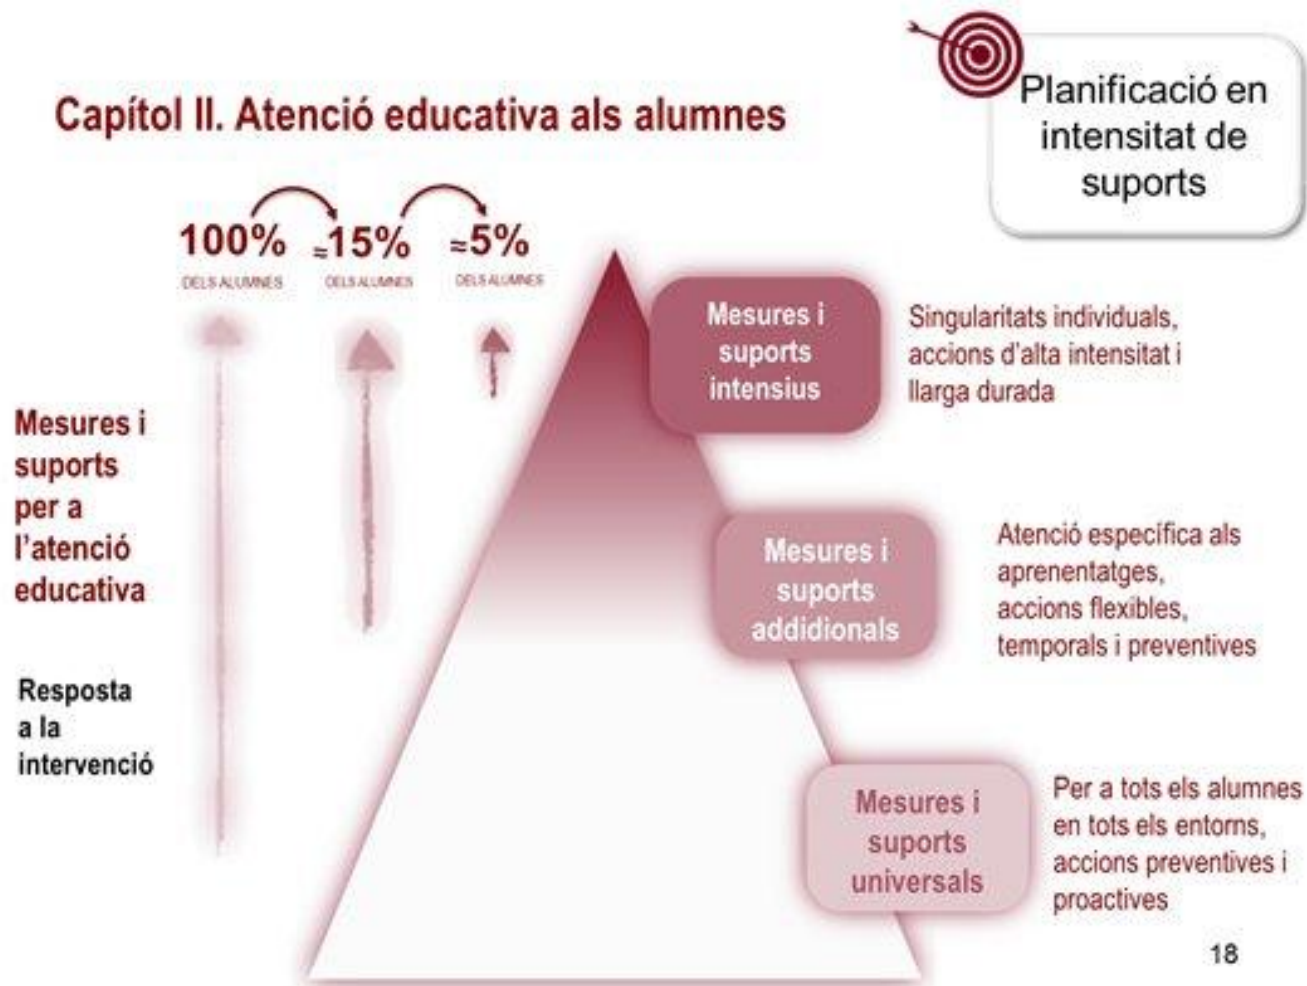 Planificació en
intensitat de
suports
Capítol II. Atenció educativa als alumnes
100%
DELS ALUMNES
≈15%
DELS ALUMNES
≈5%
DELS ALUMNES
Mesures i
suports
per a
l'atenció
educativa
Resposta
a la
intervenció
Mesures i
suports
intensius
Singularitats individuals,
accions d'alta intensitat i
llarga durada
Mesures i
suports
addidionals
Atenció específica als
aprenentatges,
accions flexibles,
temporals i preventives
Mesures i
suports
universals
Per a tots els alumnes
en tots els entorns,
accions preventives i
proactives
18